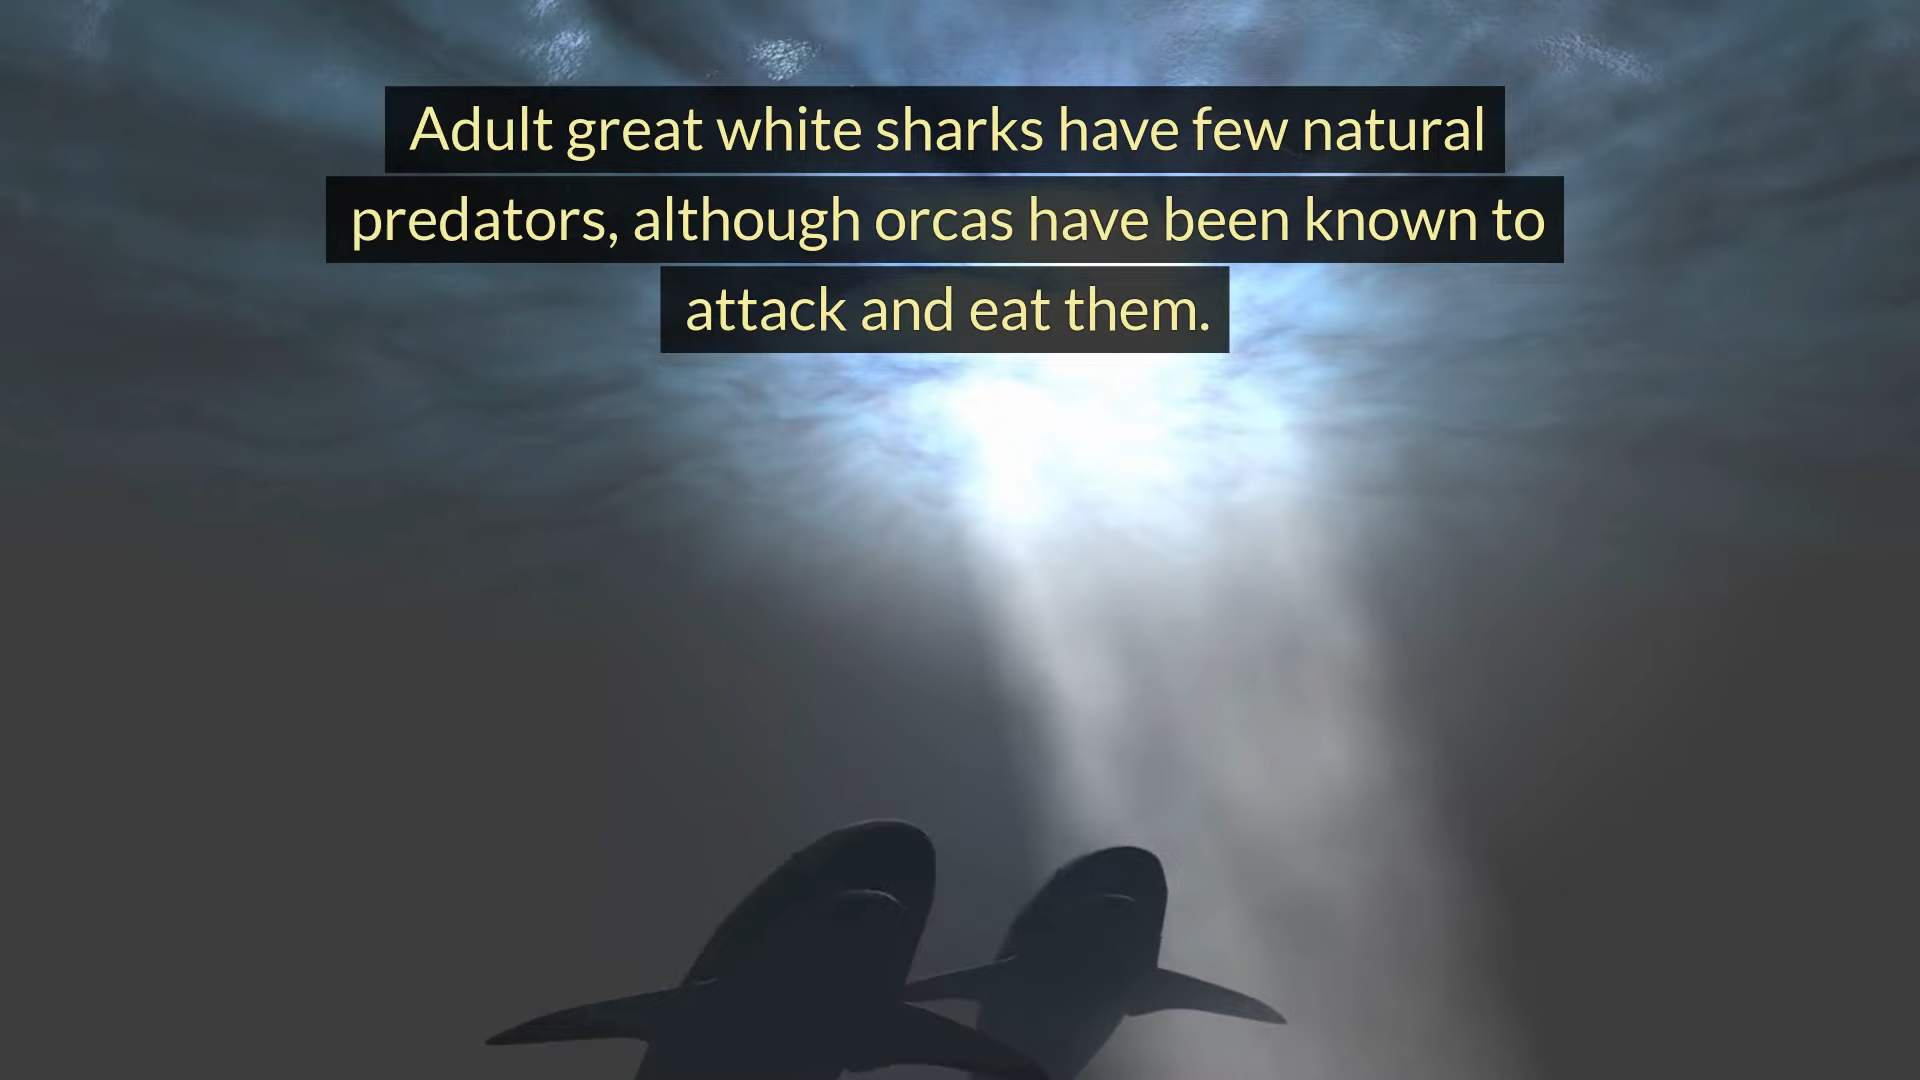 Adult great white sharks have few natural
predators, although orcas have been known to
attack and eat them.